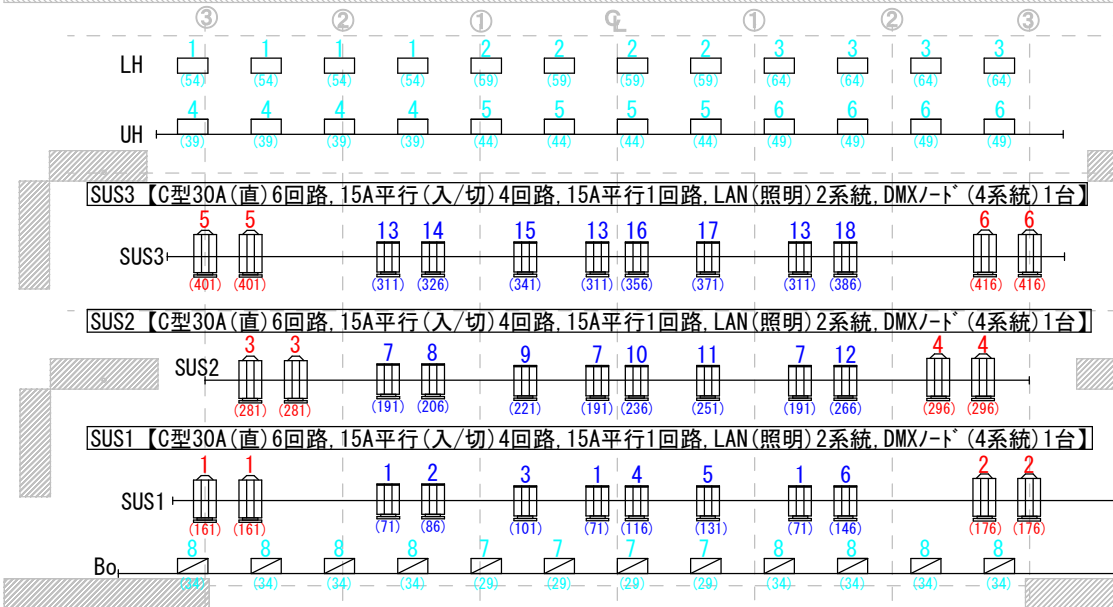 ③ ② ① ℄ ① ② ③
1 1 1 1 2 2 2 2 3 3 3 3
LH
(54) (54) (54) (54) (59) (59) (59) (59) (64) (64) (64) (64)
4 4 4 4 5 5 5 5 6 6 6 6
UH
(39) (39) (39) (39) (44) (44) (44) (44) (49) (49) (49) (49)
SUS3【C型30A(直)6回路,15A平行(入/切)4回路,15A平行1回路,LAN(照明)2系統,DMXノード(4系統)1台】
5 5 13 14 15 13 16 17 13 18 6 6
SUS3
(401) (401) (311) (326) (341) (311) (356) (371) (311) (386) (416) (416)
SUS2【C型30A(直)6回路,15A平行(入/切)4回路,15A平行1回路,LAN(照明)2系統,DMXノード(4系統)1台】
3 3 7 8 9 7 10 11 7 12 4 4
SUS2
(281) (281) (191) (206) (221) (191) (236) (251) (191) (266) (296) (296)
SUS1【C型30A(直)6回路,15A平行(入/切)4回路,15A平行1回路,LAN(照明)2系統,DMXノード(4系統)1台】
1 1 1 2 3 1 4 5 1 6 2 2
SUS1
(161) (161) (71) (86) (101) (71) (116) (131) (71) (146) (176) (176)
8 8 8 8 7 7 7 7 8 8 8 8
Bo
(34) (34) (34) (34) (29) (29) (29) (29) (34) (34) (34) (34)